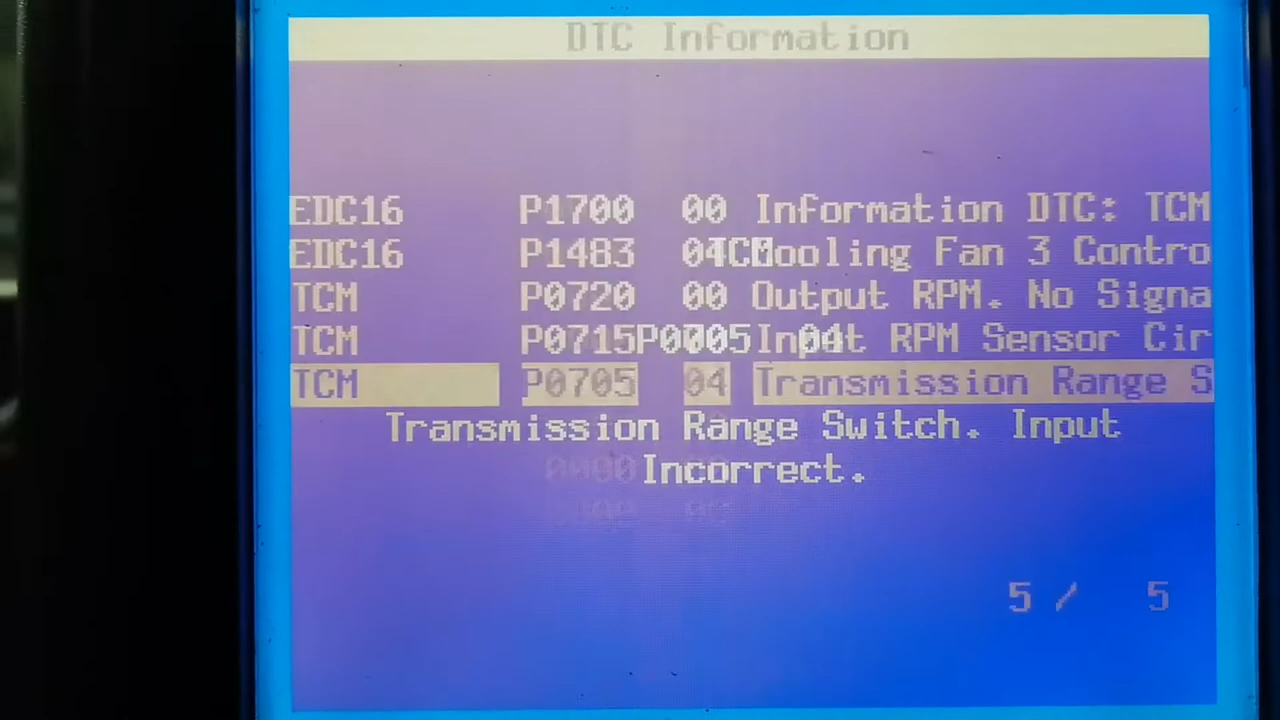 DTC Information
EDC16 P1700 00 Information DTC: TCM
EDC16 P1483 04 Cooling Fan 3 Contro
TCM P0720 00 Output RPM. No Signa
TCM P0715 P0705 Input RPM Sensor Cir
TCM P0705 04 Transmission Range S
Transmission Range Switch. Input
Incorrect.
5 / 5